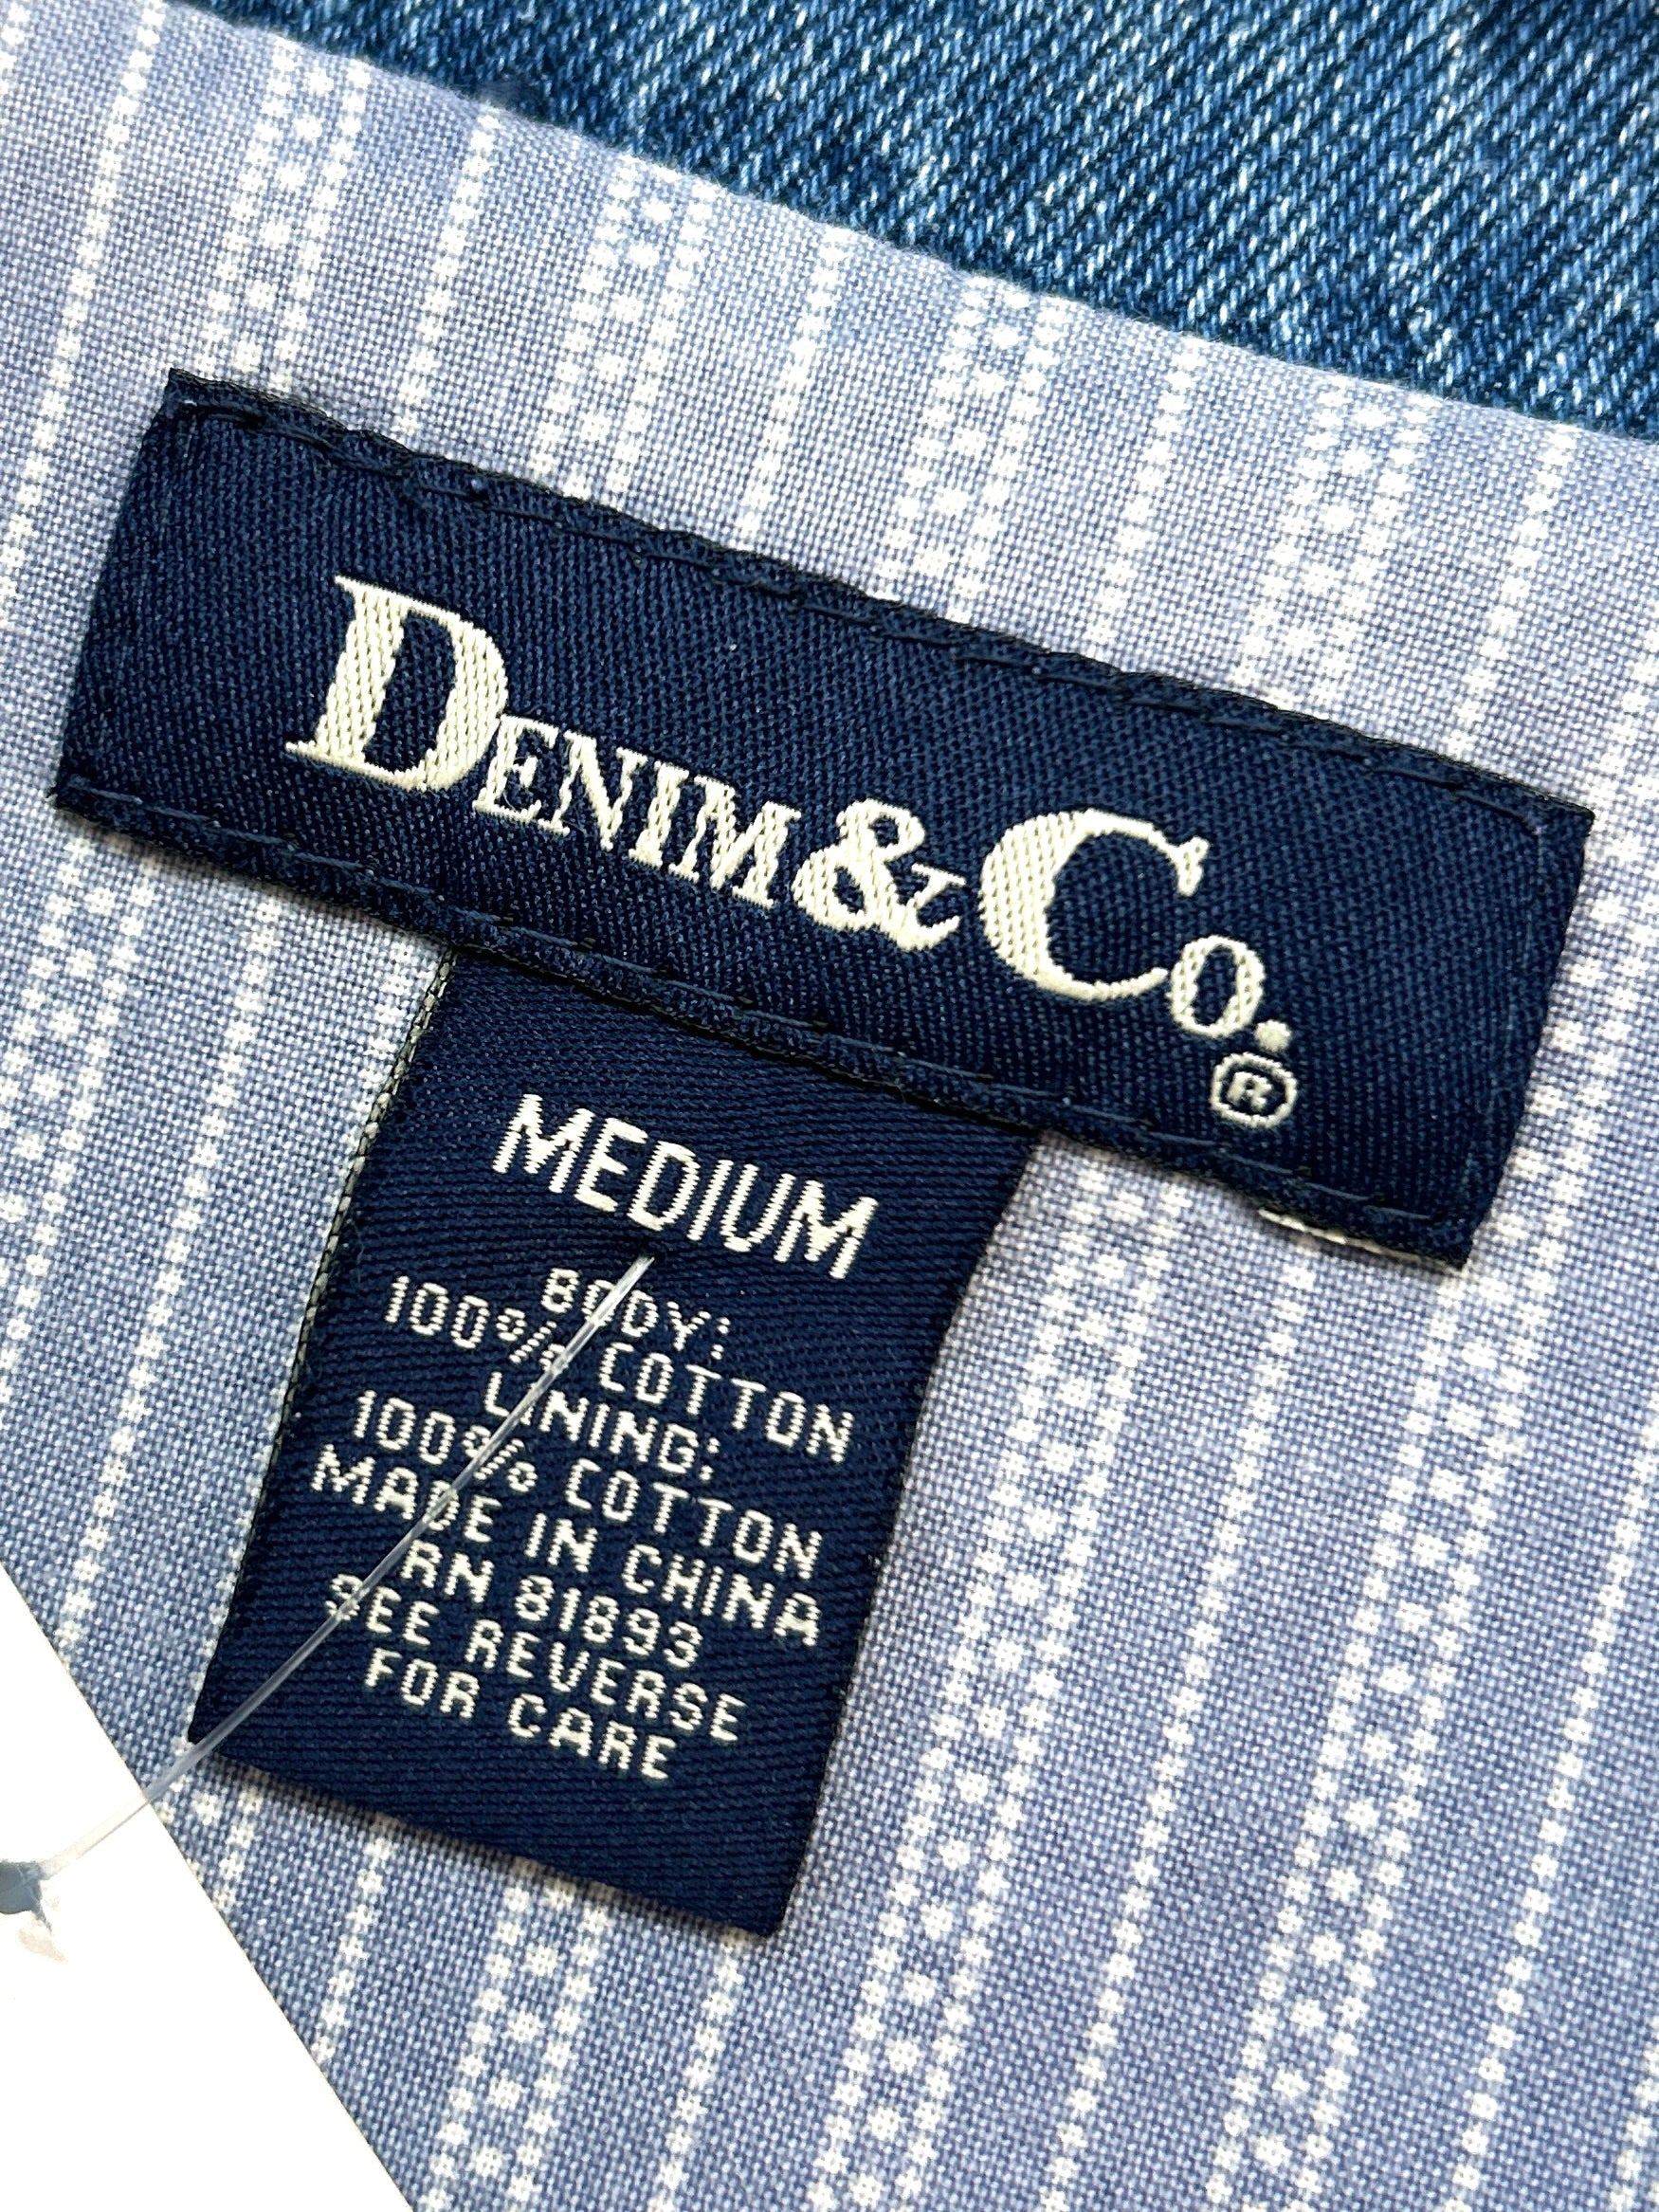 DENIM & CO.®
MEDIUM
BODY:
100% COTTON
LINING:
100% COTTON
MADE IN CHINA
RN 81893
SEE REVERSE
FOR CARE